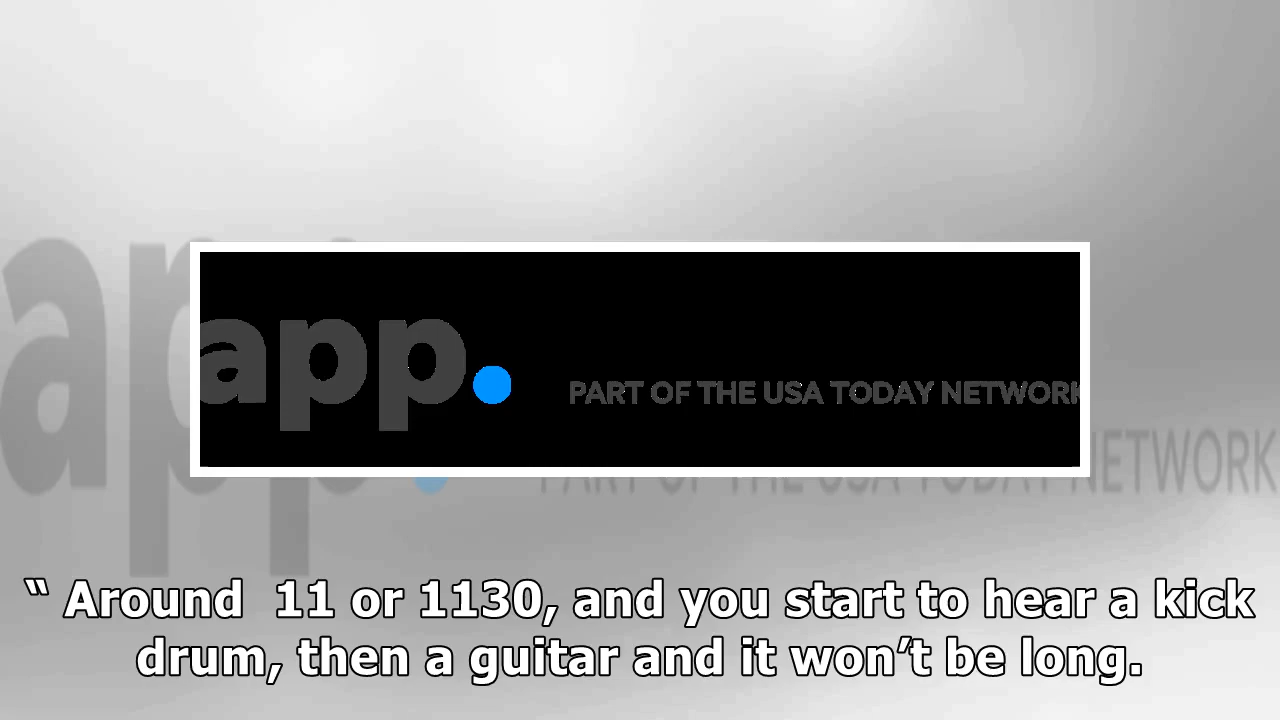 app.
PART OF THE USA TODAY NETWORK
“ Around  11 or 1130, and you start to hear a kick
drum, then a guitar and it won’t be long.